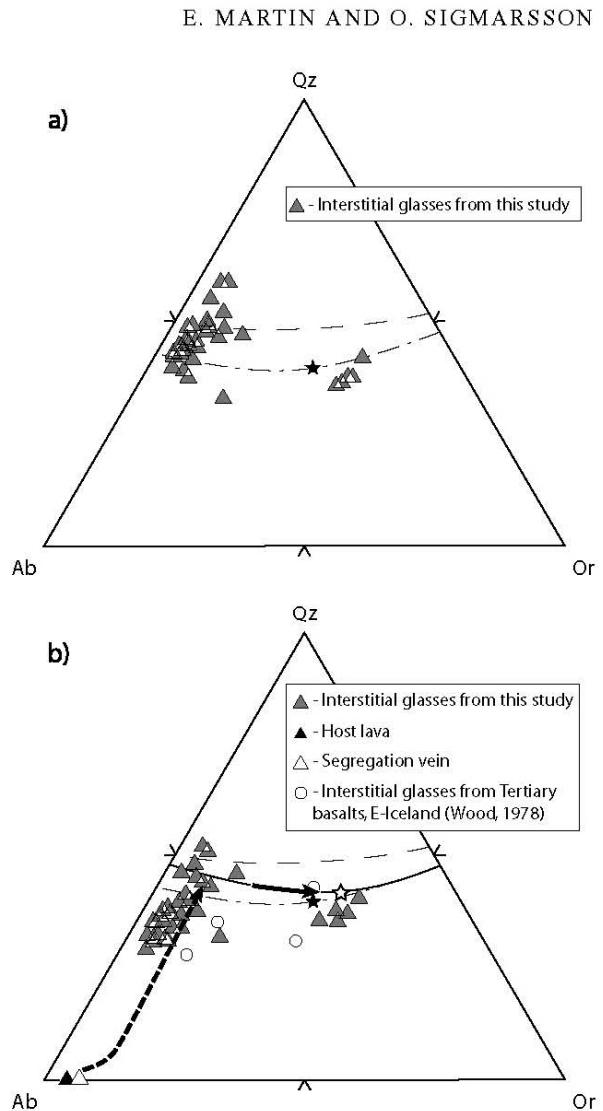 E. MARTIN AND O. SIGMARSSON
a)
Qz
- Interstitial glasses from this study
Ab
Or
b)
Qz
- Interstitial glasses from this study
- Host lava
- Segregation vein
- Interstitial glasses from Tertiary
basalts, E-Iceland (Wood, 1978)
Ab
Or